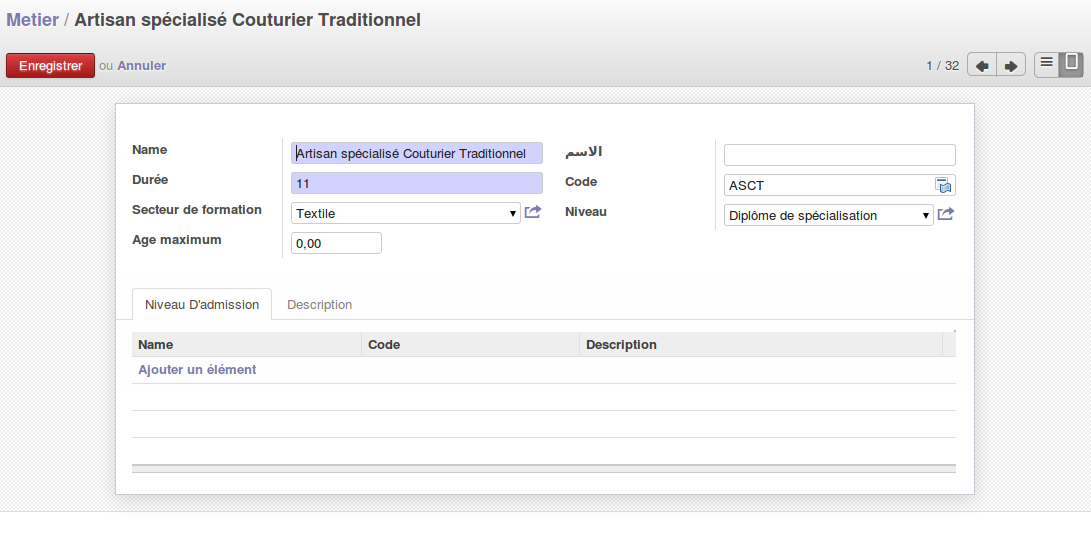 Metier / Artisan spécialisé Couturier Traditionnel
Enregistrer ou Annuler
1 / 32
Name Artisan spécialisé Couturier Traditionnel
الاسم
Durée 11
Code ASCT
Secteur de formation Textile
Niveau Diplôme de spécialisation
Age maximum 0,00
Niveau D'admission Description
Name Code Description
Ajouter un élément